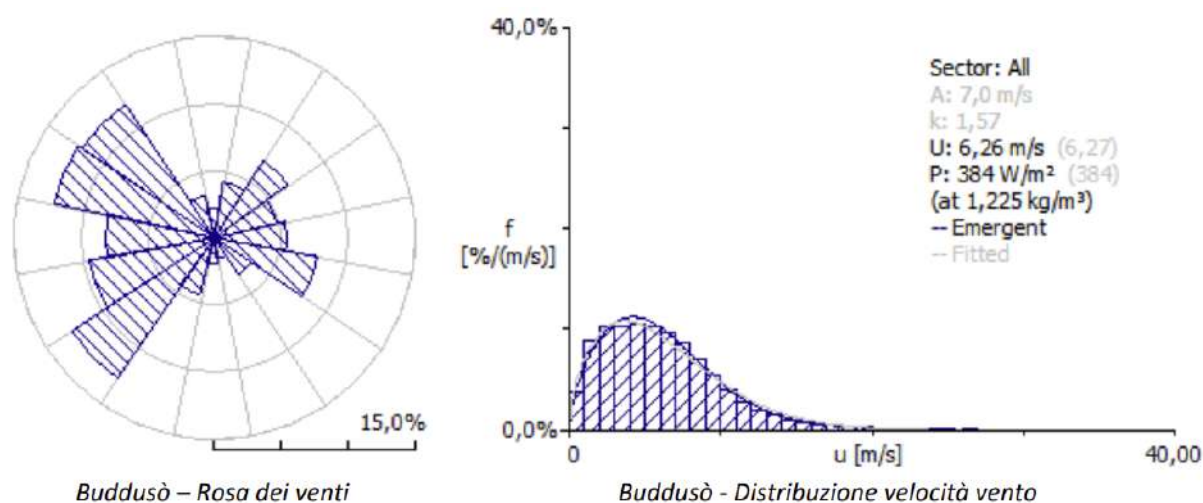 15,0%
Buddusò – Rosa dei venti
40,0%
f
[%/(m/s)]
0,0%
0
u [m/s]
40,00
Sector: All
A: 7,0 m/s
k: 1,57
U: 6,26 m/s (6,27)
P: 384 W/m² (384)
(at 1,225 kg/m³)
-- Emergent
-- Fitted
Buddusò - Distribuzione velocità vento